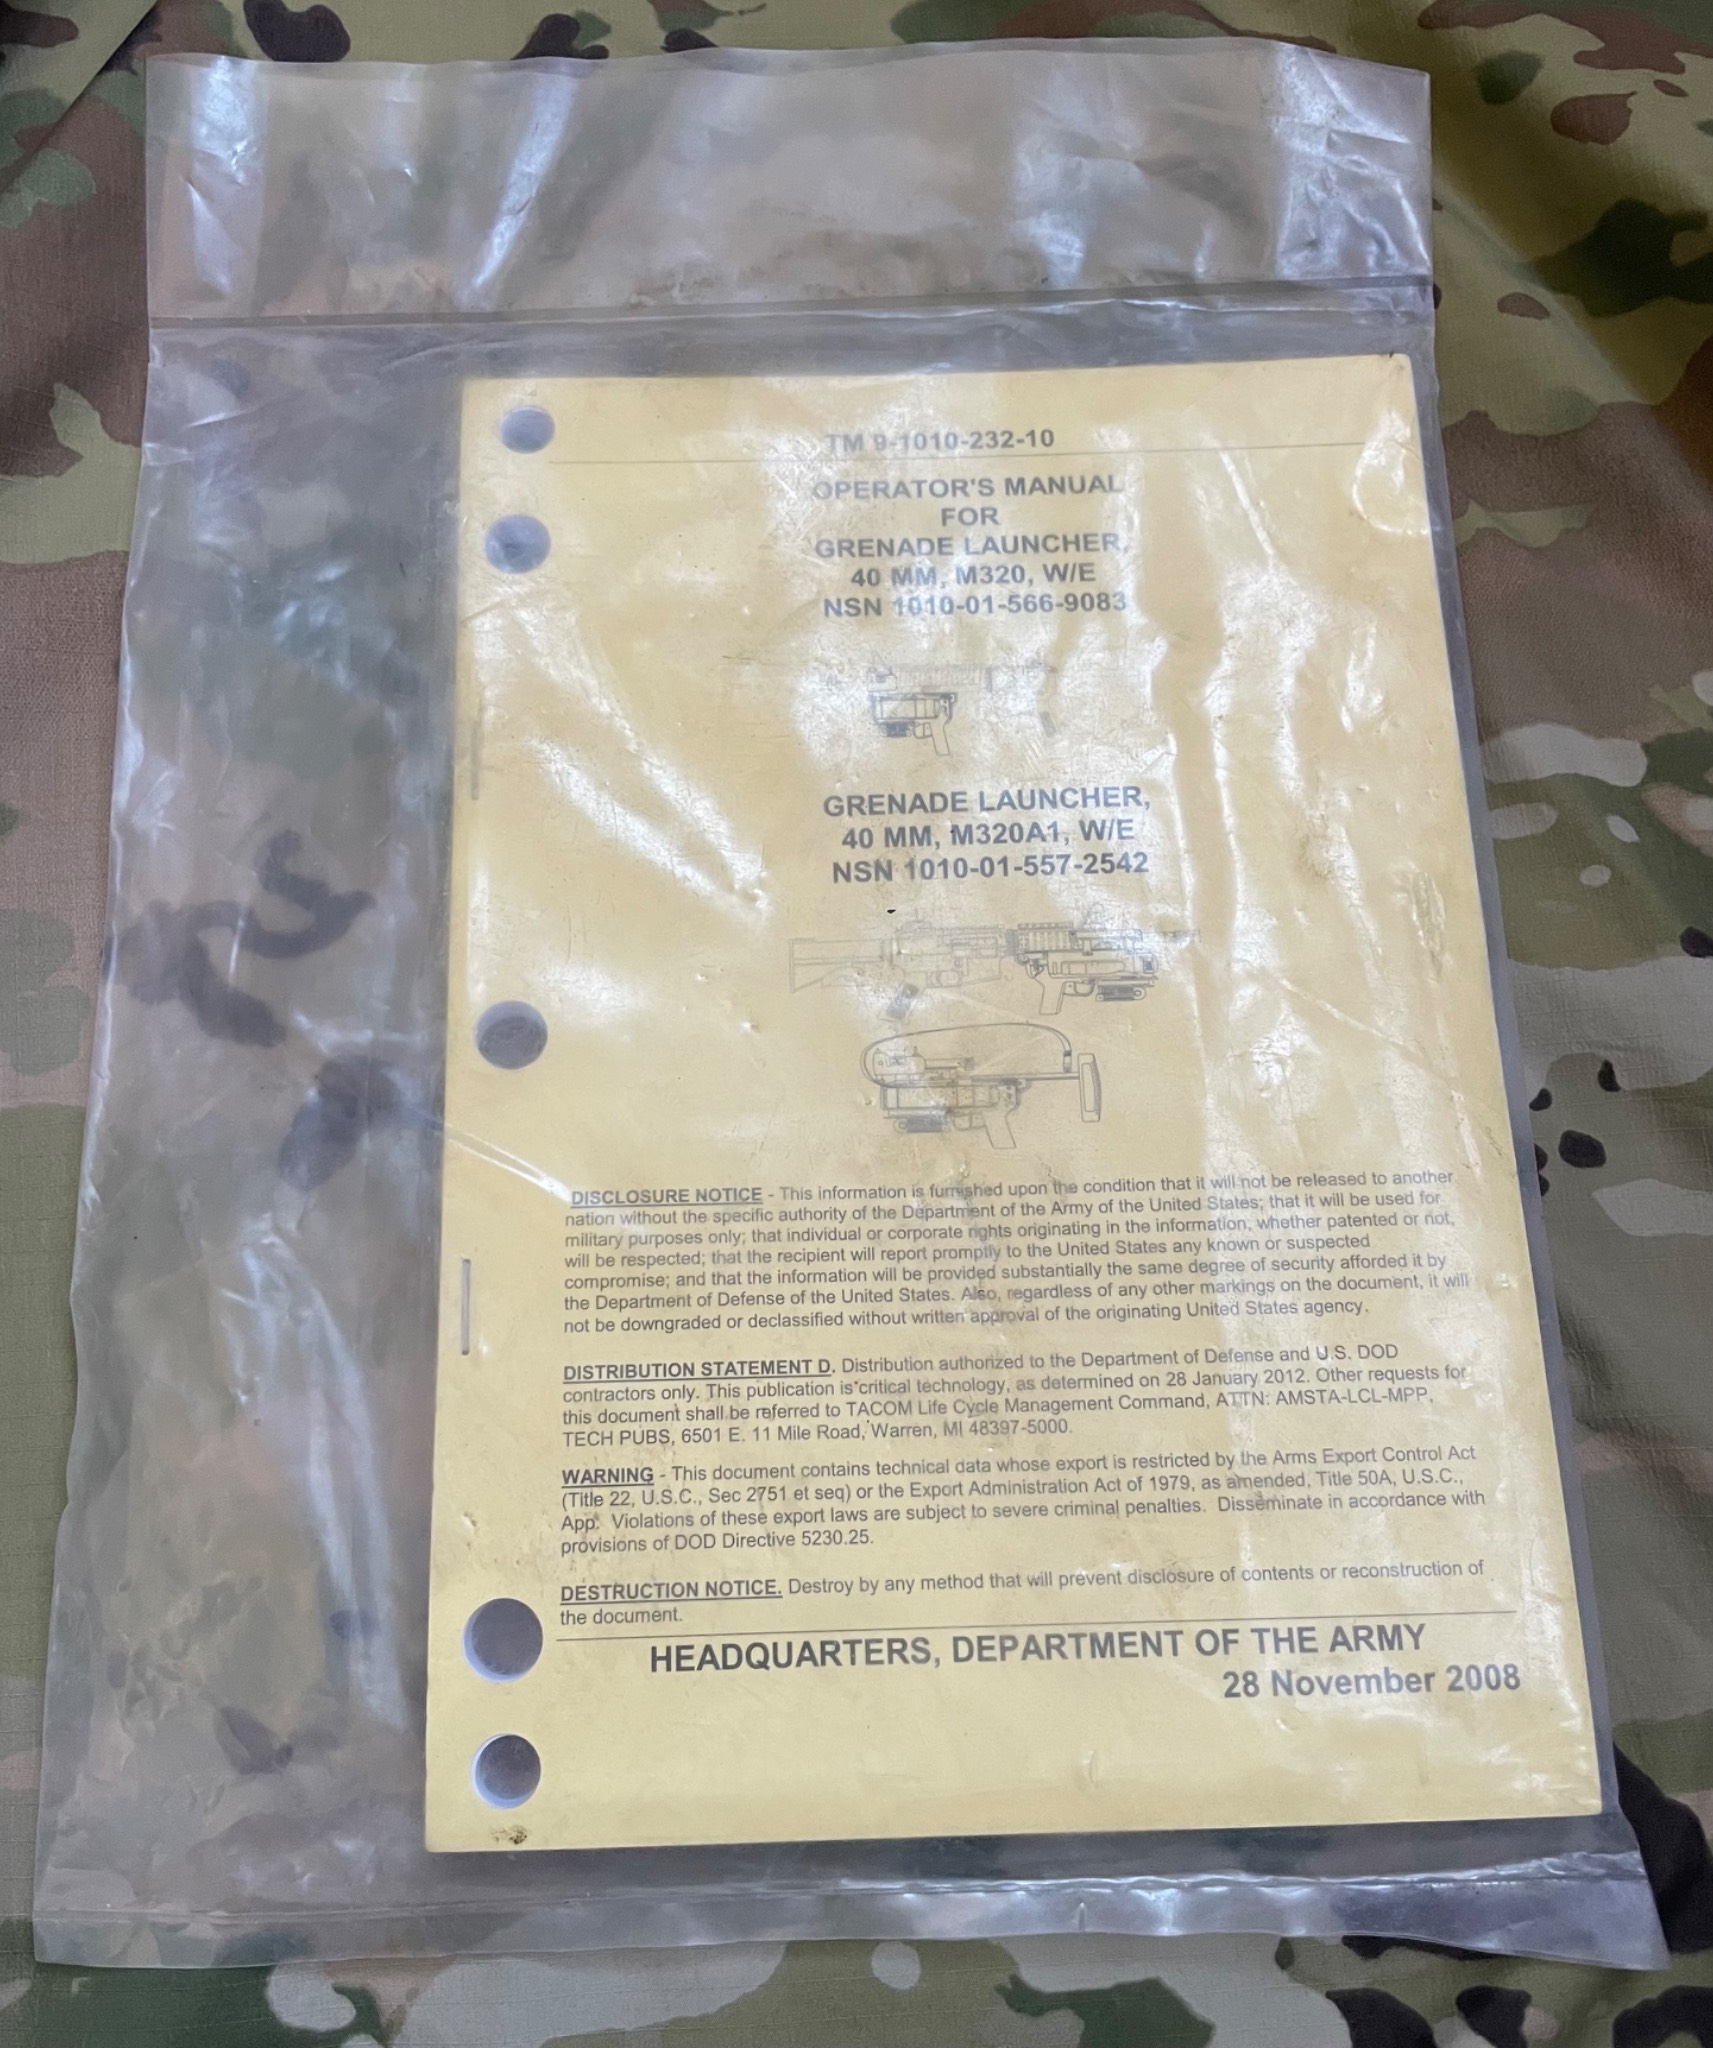 TM 9-1010-232-10
OPERATOR'S MANUAL
FOR
GRENADE LAUNCHER,
40 MM, M320, W/E
NSN 1010-01-566-9083
GRENADE LAUNCHER,
40 MM, M320A1, W/E
NSN 1010-01-557-2542
DISCLOSURE NOTICE - This information is furnished upon the condition that it will not be released to another
nation without the specific authority of the Department of the Army of the United States; that it will be used for
military purposes only; that individual or corporate rights originating in the information, whether patented or not,
will be respected; that the recipient will report promptly to the United States any known or suspected
compromise; and that the information will be provided substantially the same degree of security afforded it by
the Department of Defense of the United States. Also, regardless of any other markings on the document, it will
not be downgraded or declassified without written approval of the originating United States agency.
DISTRIBUTION STATEMENT D. Distribution authorized to the Department of Defense and U.S. DOD
contractors only. This publication is critical technology, as determined on 28 January 2012. Other requests for
this document shall be referred to TACOM Life Cycle Management Command, ATTN: AMSTA-LCL-MPP,
TECH PUBS, 6501 E. 11 Mile Road, Warren, MI 48397-5000.
WARNING - This document contains technical data whose export is restricted by the Arms Export Control Act
(Title 22, U.S.C., Sec 2751 et seq) or the Export Administration Act of 1979, as amended, Title 50A, U.S.C.,
App. Violations of these export laws are subject to severe criminal penalties. Disseminate in accordance with
provisions of DOD Directive 5230.25.
DESTRUCTION NOTICE. Destroy by any method that will prevent disclosure of contents or reconstruction of
the document.
HEADQUARTERS, DEPARTMENT OF THE ARMY
28 November 2008